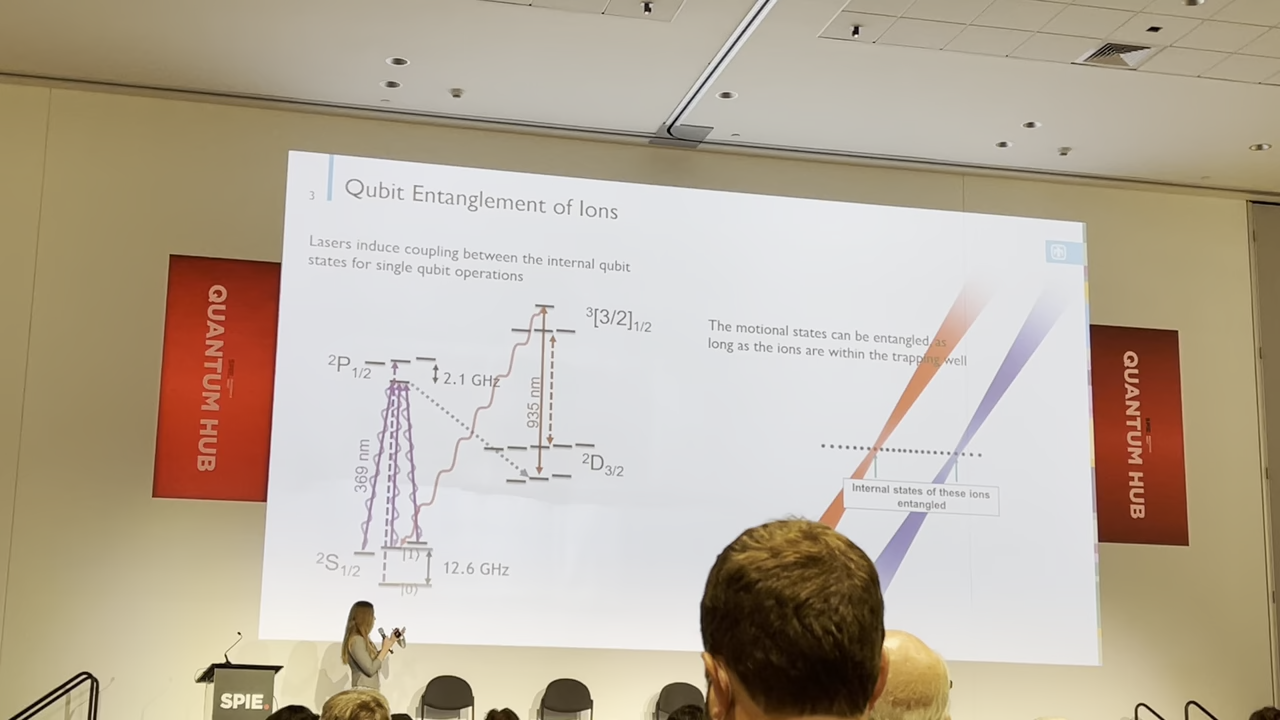 3
Qubit Entanglement of Ions
Lasers induce coupling between the internal qubit
states for single qubit operations
³[3/2]₁/₂
²P₁/₂
2.1 GHz
935 nm
369 nm
²D₃/₂
²S₁/₂
|1⟩
12.6 GHz
|0⟩
The motional states can be entangled, as
long as the ions are within the trapping well
Internal states of these ions
entangled
QUANTUM HUB
QUANTUM HUB
SPIE.